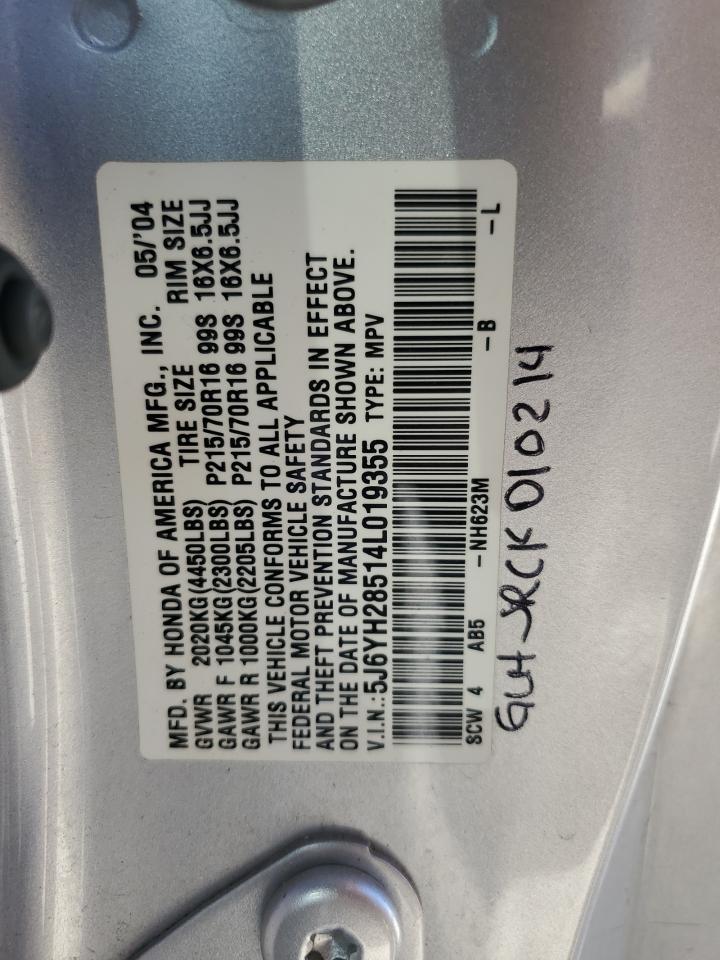 MFD. BY HONDA OF AMERICA MFG., INC. 05/'04
GVWR 2020KG(4450LBS) TIRE SIZE RIM SIZE
GAWR F 1045KG(2300LBS) P215/70R16 99S 16X6.5JJ
GAWR R 1000KG(2205LBS) P215/70R16 99S 16X6.5JJ
THIS VEHICLE CONFORMS TO ALL APPLICABLE
FEDERAL MOTOR VEHICLE SAFETY
AND THEFT PREVENTION STANDARDS IN EFFECT
ON THE DATE OF MANUFACTURE SHOWN ABOVE.
V.I.N.:5J6YH28514L019355 TYPE: MPV
SCW 4 AB5 -NH623M -B -L
010214